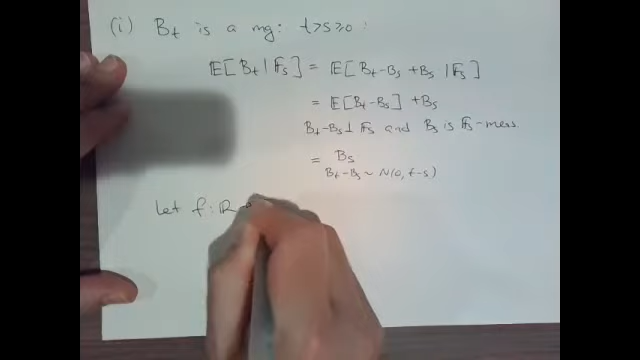 (i) B_t is a mg: t>s≥0:
𝔼[B_t | 𝔽_s] = 𝔼[B_t-B_s+B_s | 𝔽_s]
= 𝔼[B_t-B_s] + B_s
B_t-B_s ⊥ 𝔽_s and B_s is 𝔽_s-meas.
= B_s
B_t-B_s ~ N(0, t-s)
Let f: ℝ